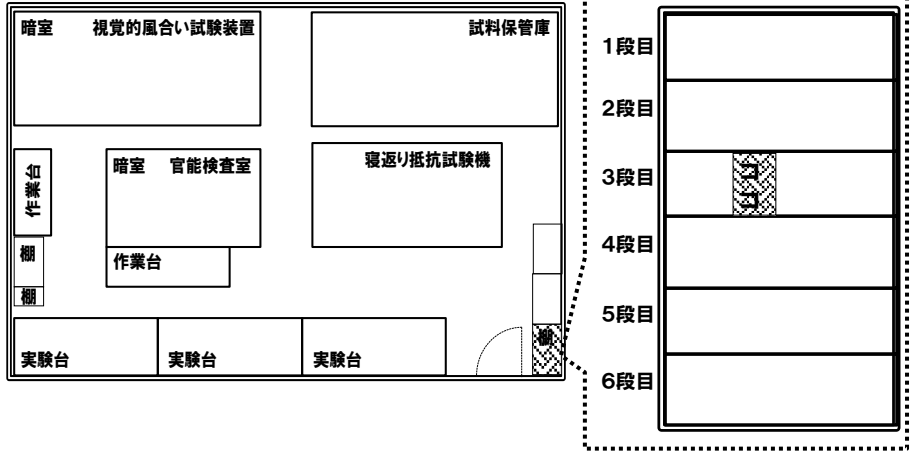 暗室 視覚的風合い試験装置
試料保管庫
作業台
暗室 官能検査室
寝返り抵抗試験機
棚
作業台
棚
棚
実験台
実験台
実験台
1段目
2段目
3段目
4段目
5段目
6段目